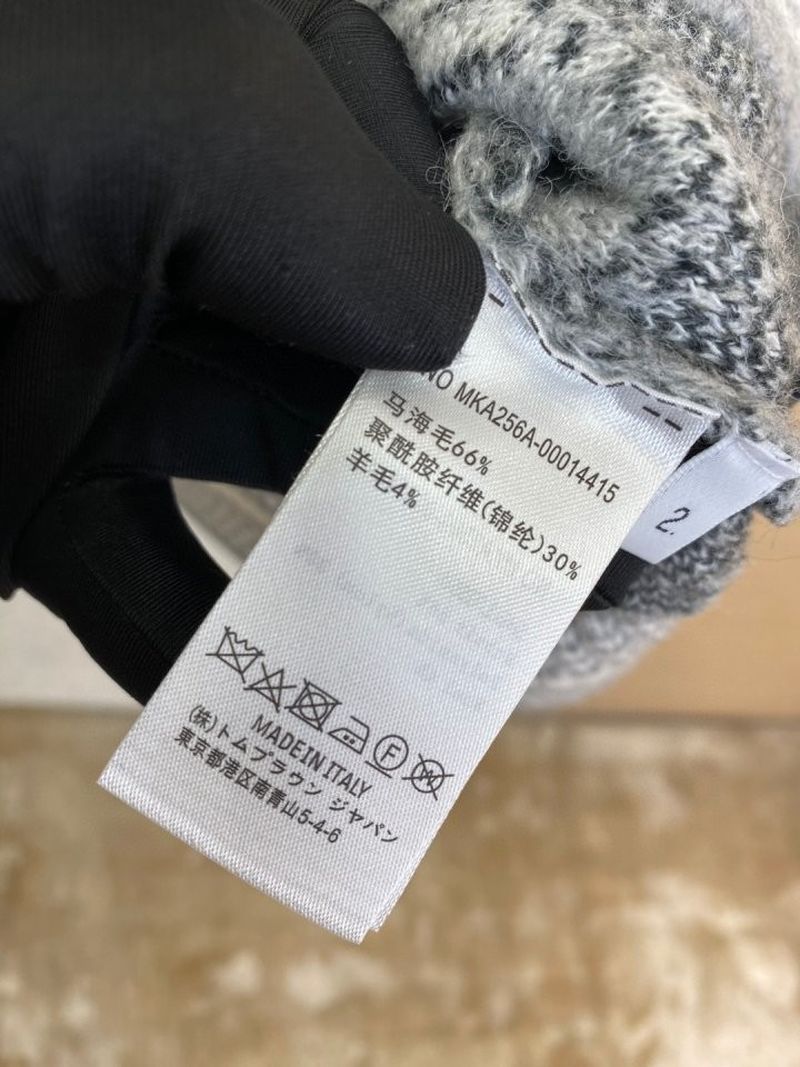 NO MKA256A-00014415
马海毛66%
聚酰胺纤维(锦纶)30%
羊毛4%
2.
F
W
MADE IN ITALY
(株)トムブラウン ジャパン
東京都港区南青山5-4-6